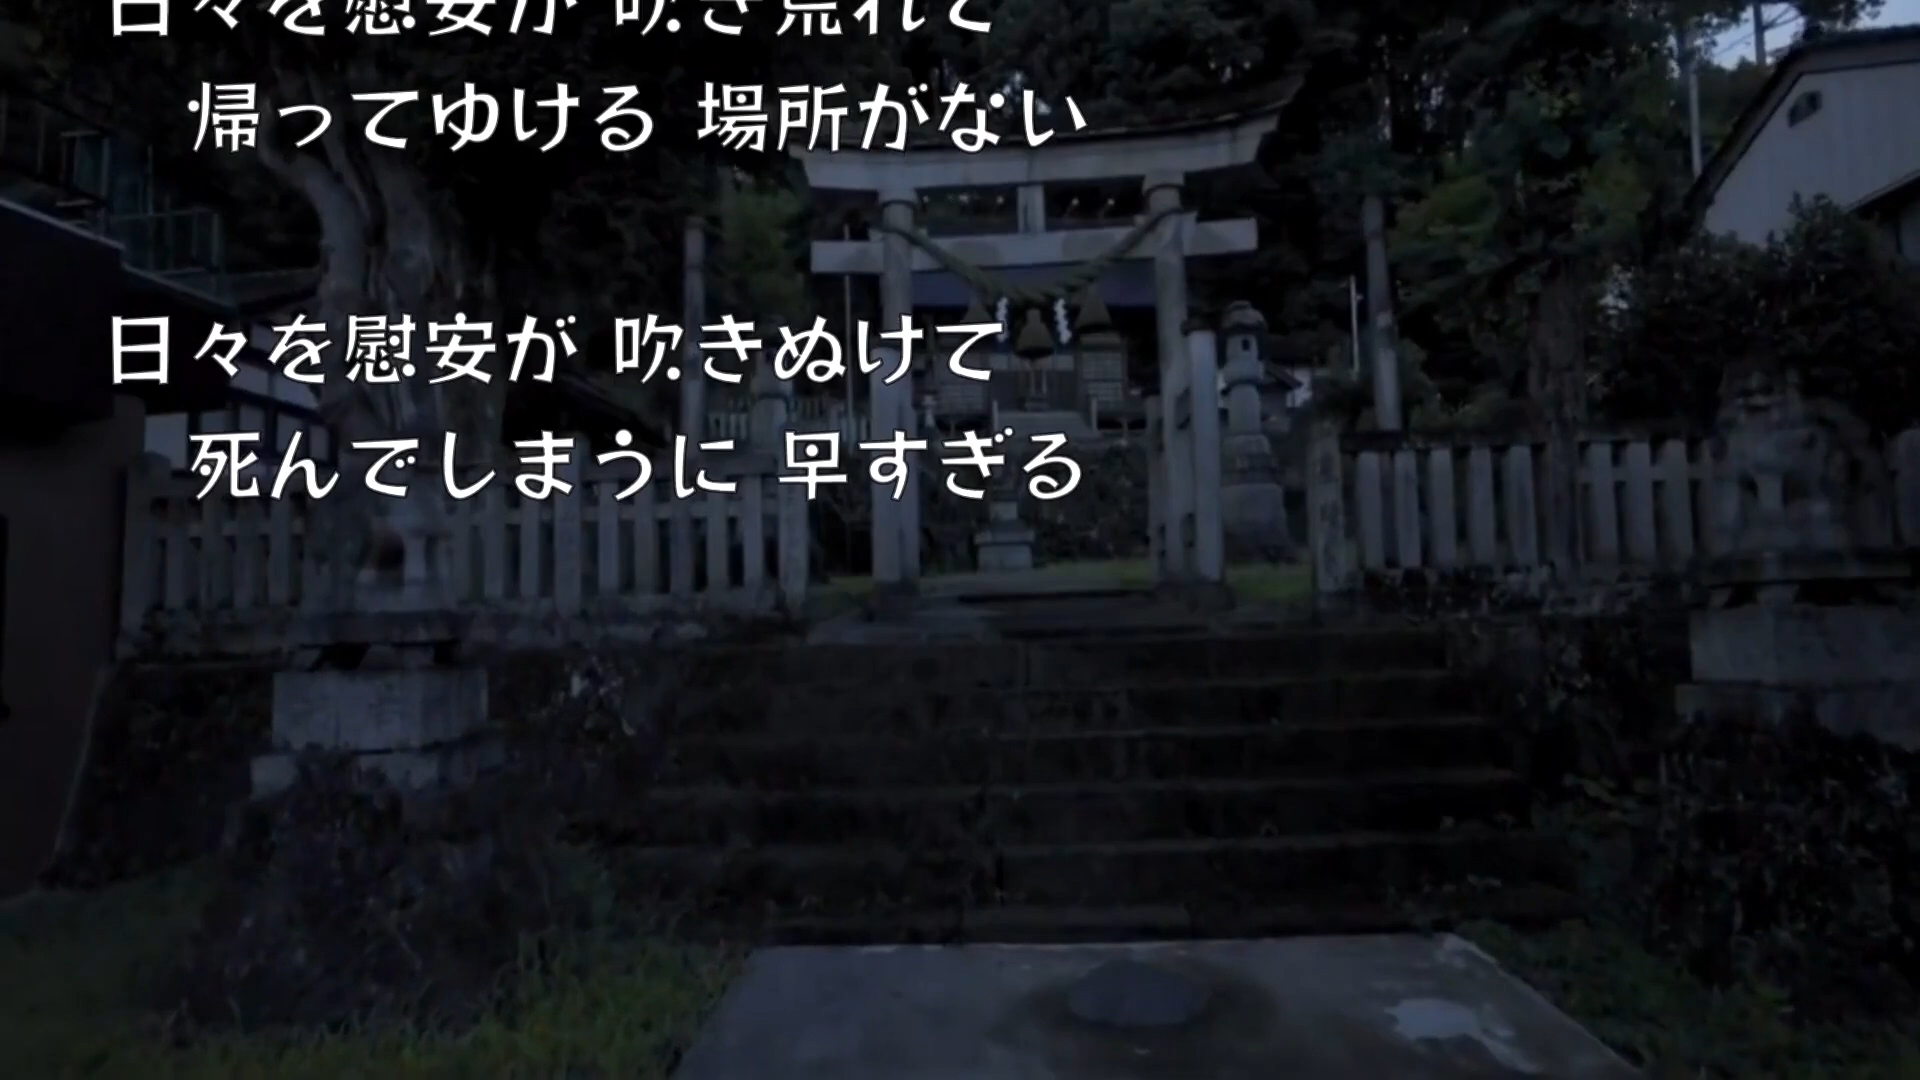 日々を慰安が 吹き荒れて
帰ってゆける 場所がない
日々を慰安が 吹きぬけて
死んでしまうに 早すぎる